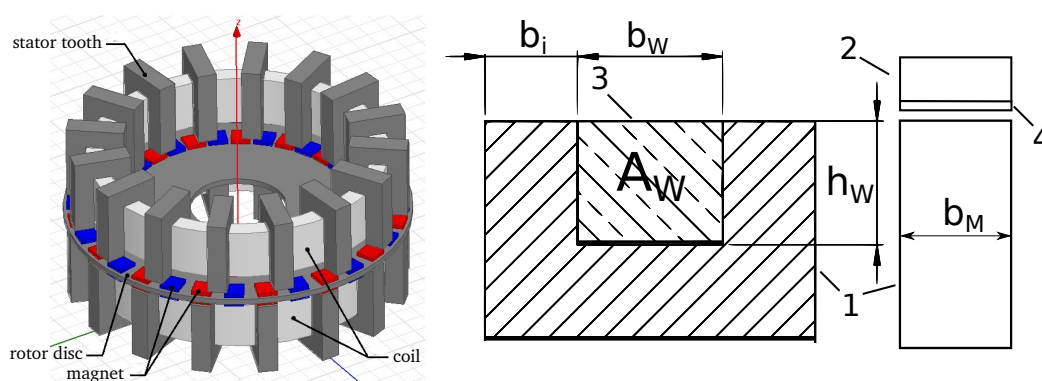 stator tooth
z
rotor disc
magnet
coil
b_i
b_W
2
3
4
A_W
h_W
b_M
1